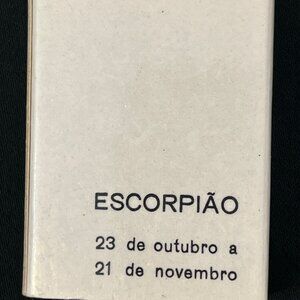 ESCORPIÃO
23 de outubro a
21 de novembro